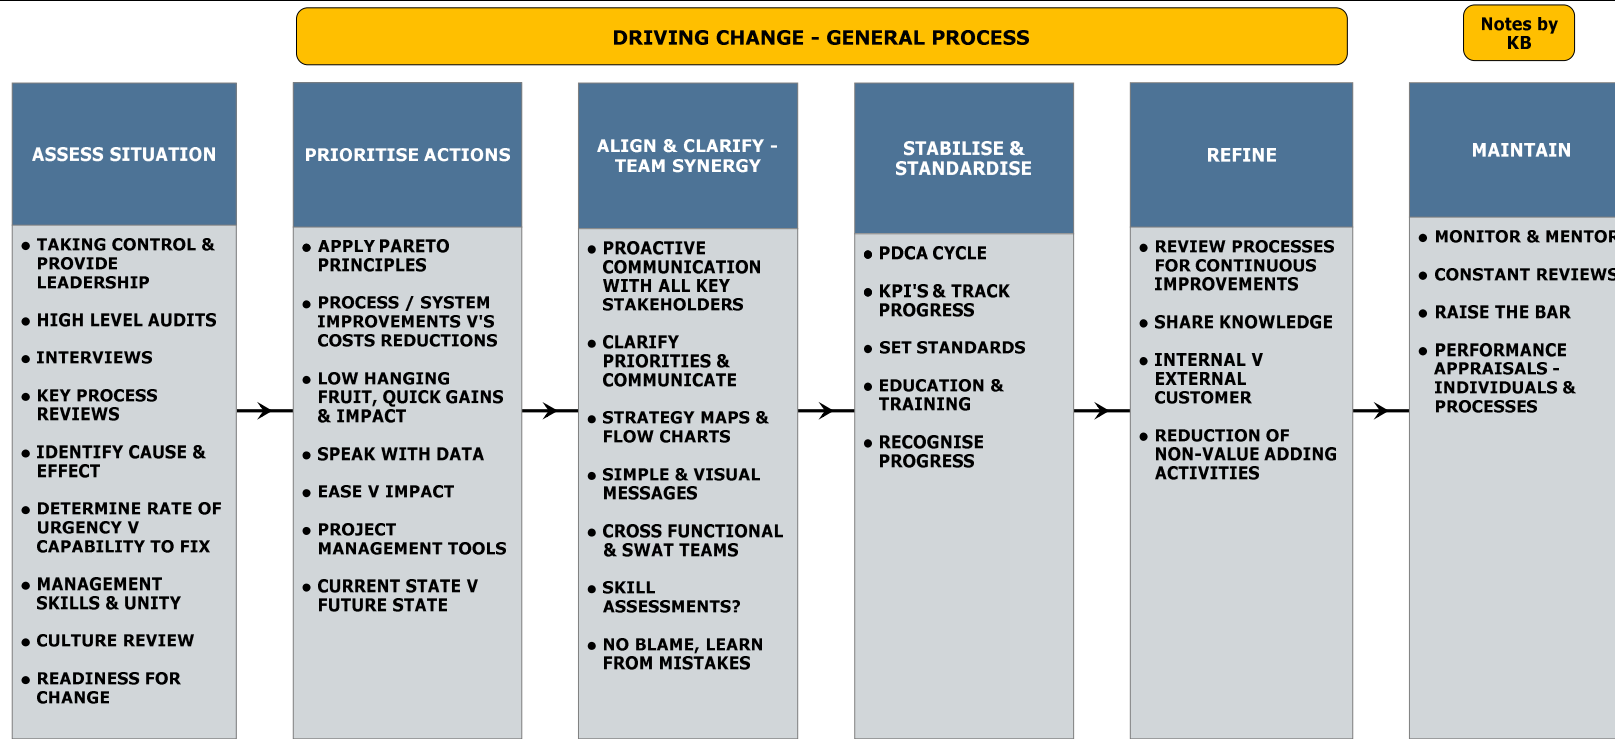 DRIVING CHANGE - GENERAL PROCESS
Notes by
KB
ASSESS SITUATION
● TAKING CONTROL &
PROVIDE
LEADERSHIP
● HIGH LEVEL AUDITS
● INTERVIEWS
● KEY PROCESS
REVIEWS
● IDENTIFY CAUSE &
EFFECT
● DETERMINE RATE OF
URGENCY V
CAPABILITY TO FIX
● MANAGEMENT
SKILLS & UNITY
● CULTURE REVIEW
● READINESS FOR
CHANGE
PRIORITISE ACTIONS
● APPLY PARETO
PRINCIPLES
● PROCESS / SYSTEM
IMPROVEMENTS V'S
COSTS REDUCTIONS
● LOW HANGING
FRUIT, QUICK GAINS
& IMPACT
● SPEAK WITH DATA
● EASE V IMPACT
● PROJECT
MANAGEMENT TOOLS
● CURRENT STATE V
FUTURE STATE
ALIGN & CLARIFY -
TEAM SYNERGY
● PROACTIVE
COMMUNICATION
WITH ALL KEY
STAKEHOLDERS
● CLARIFY
PRIORITIES &
COMMUNICATE
● STRATEGY MAPS &
FLOW CHARTS
● SIMPLE & VISUAL
MESSAGES
● CROSS FUNCTIONAL
& SWAT TEAMS
● SKILL
ASSESSMENTS?
● NO BLAME, LEARN
FROM MISTAKES
STABILISE &
STANDARDISE
● PDCA CYCLE
● KPI'S & TRACK
PROGRESS
● SET STANDARDS
● EDUCATION &
TRAINING
● RECOGNISE
PROGRESS
REFINE
● REVIEW PROCESSES
FOR CONTINUOUS
IMPROVEMENTS
● SHARE KNOWLEDGE
● INTERNAL V
EXTERNAL
CUSTOMER
● REDUCTION OF
NON-VALUE ADDING
ACTIVITIES
MAINTAIN
● MONITOR & MENTOR
● CONSTANT REVIEWS
● RAISE THE BAR
● PERFORMANCE
APPRAISALS -
INDIVIDUALS &
PROCESSES